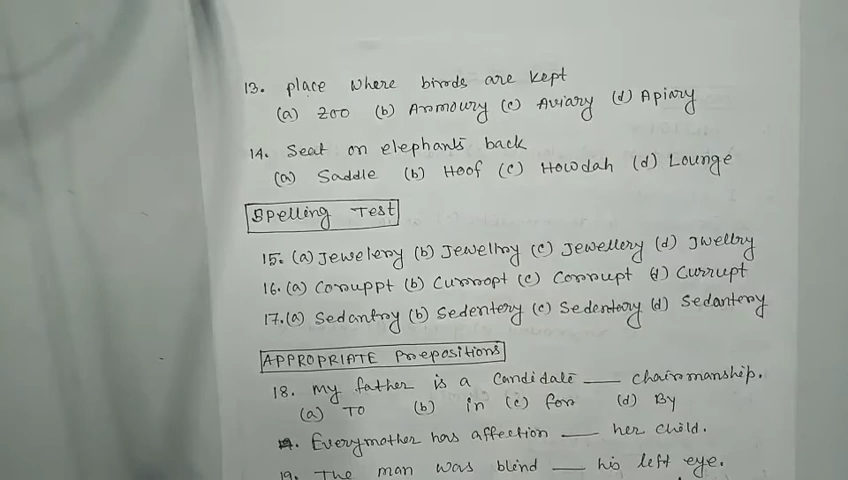 13. place where birds are kept
(a) Zoo (b) Armoury (c) Aviary (d) Apiary
14. Seat on elephants back
(a) Saddle (b) Hoof (c) Howdah (d) Lounge
Spelling Test
15. (a) Jewelery (b) Jewellry (c) Jewellery (d) Jwellry
16. (a) Corruppt (b) Curropt (c) Corrupt (d) Currupt
17. (a) Sedantry (b) Sedentery (c) Sedentary (d) Sedantery
APPROPRIATE Prepositions
18. My father is a candidate ___ chairmanship.
(a) To (b) in (c) for (d) By
Everymother has affection ___ her child.
19. The man was blind ___ his left eye.